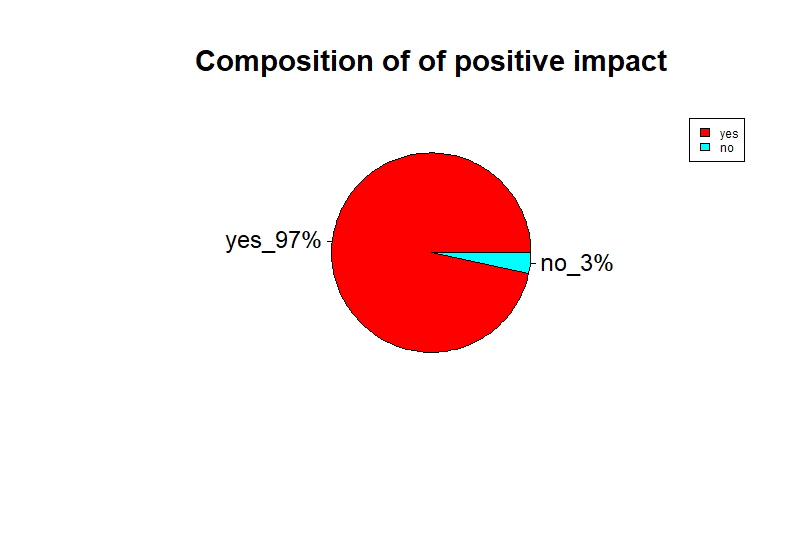 Composition of of positive impact
yes
no
yes_97%
no_3%